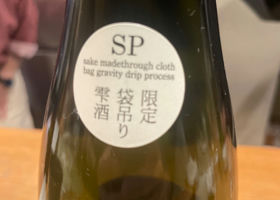 SP
sake madethrough cloth
bag gravity drip process
限定
袋吊り
雫酒